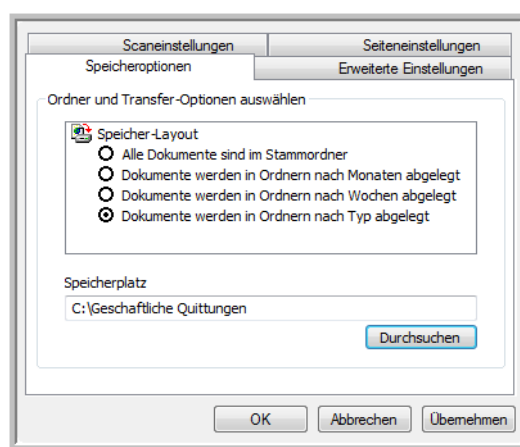 Scaneinstellungen
Seiteneinstellungen
Speicheroptionen
Erweiterte Einstellungen
Ordner und Transfer-Optionen auswählen
Speicher-Layout
Alle Dokumente sind im Stammordner
Dokumente werden in Ordnern nach Monaten abgelegt
Dokumente werden in Ordnern nach Wochen abgelegt
Dokumente werden in Ordnern nach Typ abgelegt
Speicherplatz
C:\Geschaftliche Quittungen
Durchsuchen
OK
Abbrechen
Übernehmen